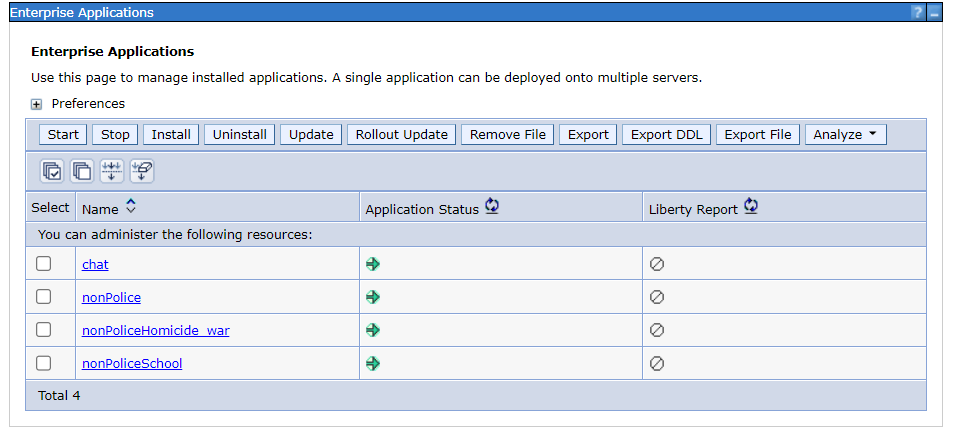 Enterprise Applications ? –
Enterprise Applications
Use this page to manage installed applications. A single application can be deployed onto multiple servers.
+ Preferences
Start Stop Install Uninstall Update Rollout Update Remove File Export Export DDL Export File Analyze
Select Name Application Status Liberty Report
You can administer the following resources:
chat
nonPolice
nonPoliceHomicide_war
nonPoliceSchool
Total 4